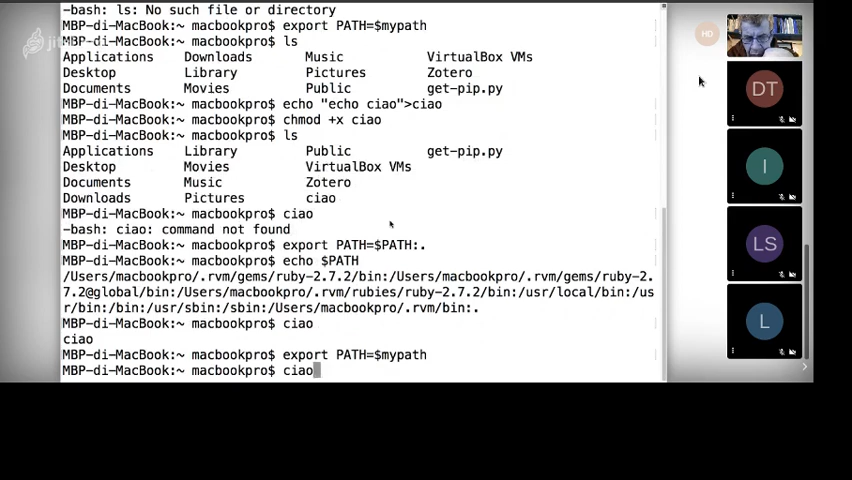 -bash: ls: No such file or directory
MBP-di-MacBook:~ macbookpro$ export PATH=$mypath
MBP-di-MacBook:~ macbookpro$ ls
Applications Downloads Music VirtualBox VMs
Desktop Library Pictures Zotero
Documents Movies Public get-pip.py
MBP-di-MacBook:~ macbookpro$ echo "echo ciao">ciao
MBP-di-MacBook:~ macbookpro$ chmod +x ciao
MBP-di-MacBook:~ macbookpro$ ls
Applications Library Public get-pip.py
Desktop Movies VirtualBox VMs
Documents Music Zotero
Downloads Pictures ciao
MBP-di-MacBook:~ macbookpro$ ciao
-bash: ciao: command not found
MBP-di-MacBook:~ macbookpro$ export PATH=$PATH:.
MBP-di-MacBook:~ macbookpro$ echo $PATH
/Users/macbookpro/.rvm/gems/ruby-2.7.2/bin:/Users/macbookpro/.rvm/gems/ruby-2.
7.2@global/bin:/Users/macbookpro/.rvm/rubies/ruby-2.7.2/bin:/usr/local/bin:/us
r/bin:/bin:/usr/sbin:/sbin:/Users/macbookpro/.rvm/bin:.
MBP-di-MacBook:~ macbookpro$ ciao
ciao
MBP-di-MacBook:~ macbookpro$ export PATH=$mypath
MBP-di-MacBook:~ macbookpro$ ciao
HD
DT
I
LS
L